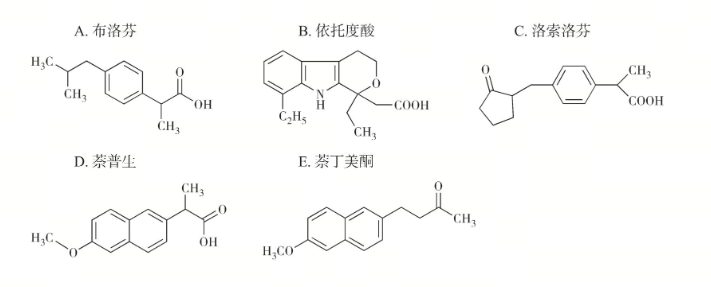 A. 布洛芬
B. 依托度酸
C. 洛索洛芬
H₃C
CH₃
O
OH
CH₃
N
H
O
C₂H₅
COOH
CH₃
O
CH₃
COOH
D. 萘普生
E. 萘丁美酮
CH₃
O
OH
H₃C
O
O
CH₃
H₃CO